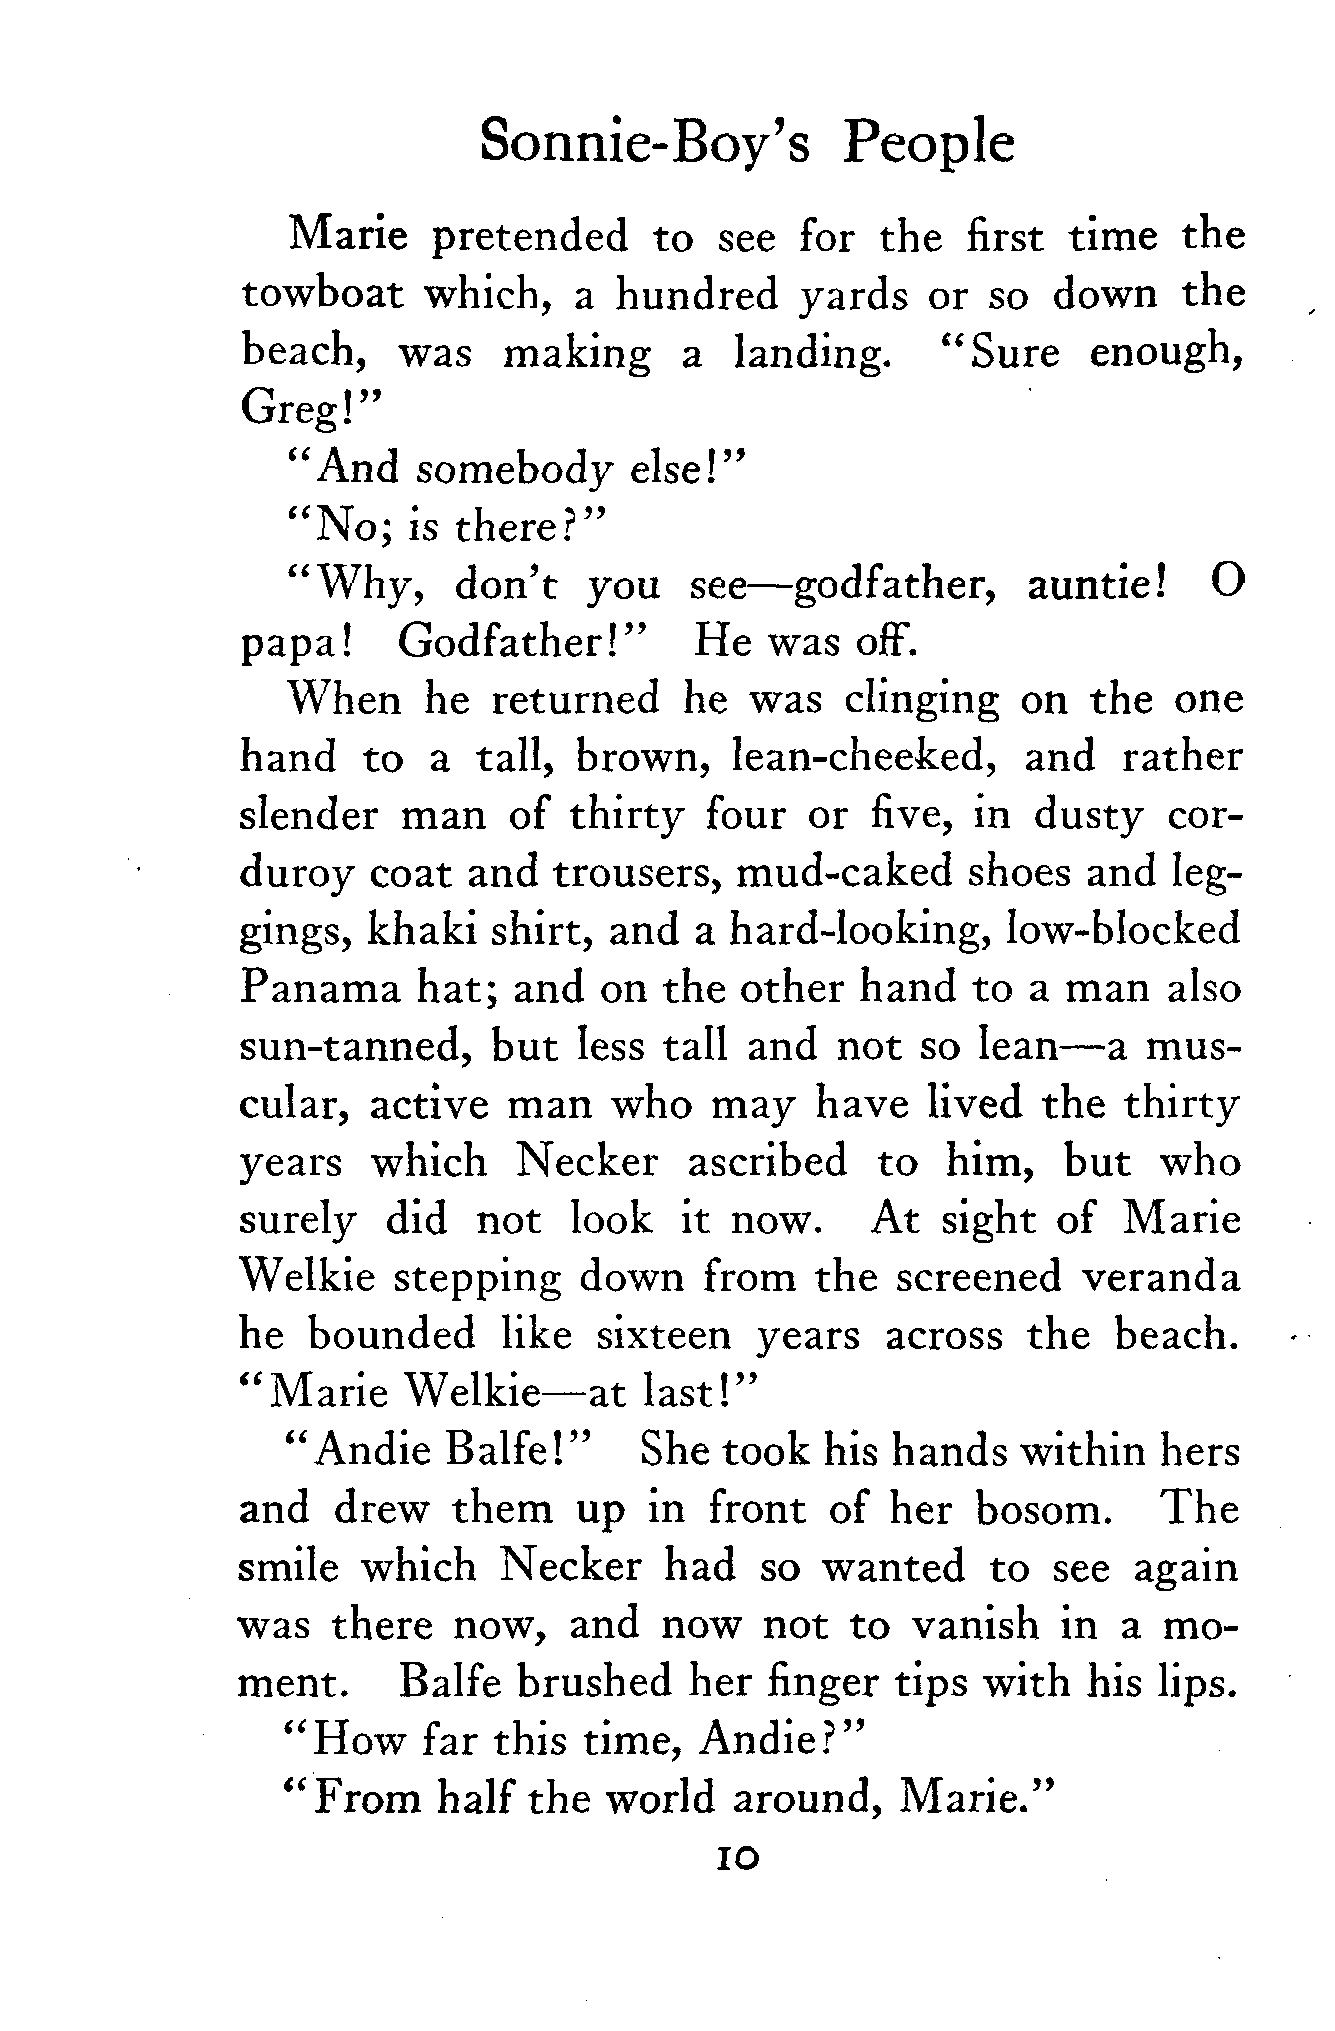 Sonnie-Boy's People
Marie pretended to see for the first time the
towboat which, a hundred yards or so down the
beach, was making a landing. "Sure enough,
Greg!"
"And somebody else!"
"No; is there?"
"Why, don't you see—godfather, auntie! O
papa! Godfather!" He was off.
When he returned he was clinging on the one
hand to a tall, brown, lean-cheeked, and rather
slender man of thirty four or five, in dusty cor-
duroy coat and trousers, mud-caked shoes and leg-
gings, khaki shirt, and a hard-looking, low-blocked
Panama hat; and on the other hand to a man also
sun-tanned, but less tall and not so lean—a mus-
cular, active man who may have lived the thirty
years which Necker ascribed to him, but who
surely did not look it now. At sight of Marie
Welkie stepping down from the screened veranda
he bounded like sixteen years across the beach.
"Marie Welkie—at last!"
"Andie Balfe!" She took his hands within hers
and drew them up in front of her bosom. The
smile which Necker had so wanted to see again
was there now, and now not to vanish in a mo-
ment. Balfe brushed her finger tips with his lips.
"How far this time, Andie?"
"From half the world around, Marie."
10